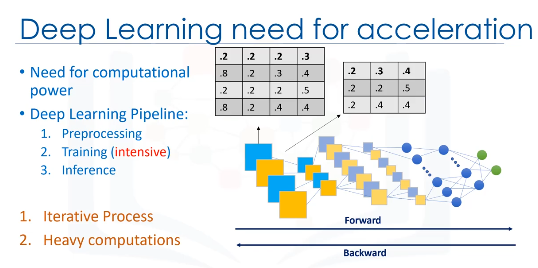 Deep Learning need for acceleration
• Need for computational
power
• Deep Learning Pipeline:
1. Preprocessing
2. Training (intensive)
3. Inference
1. Iterative Process
2. Heavy computations
.2 .2 .2 .3
.8 .2 .3 .4
.2 .2 .2 .5
.8 .2 .4 .4
.2 .3 .4
.2 .2 .5
.2 .4 .4
Forward
Backward